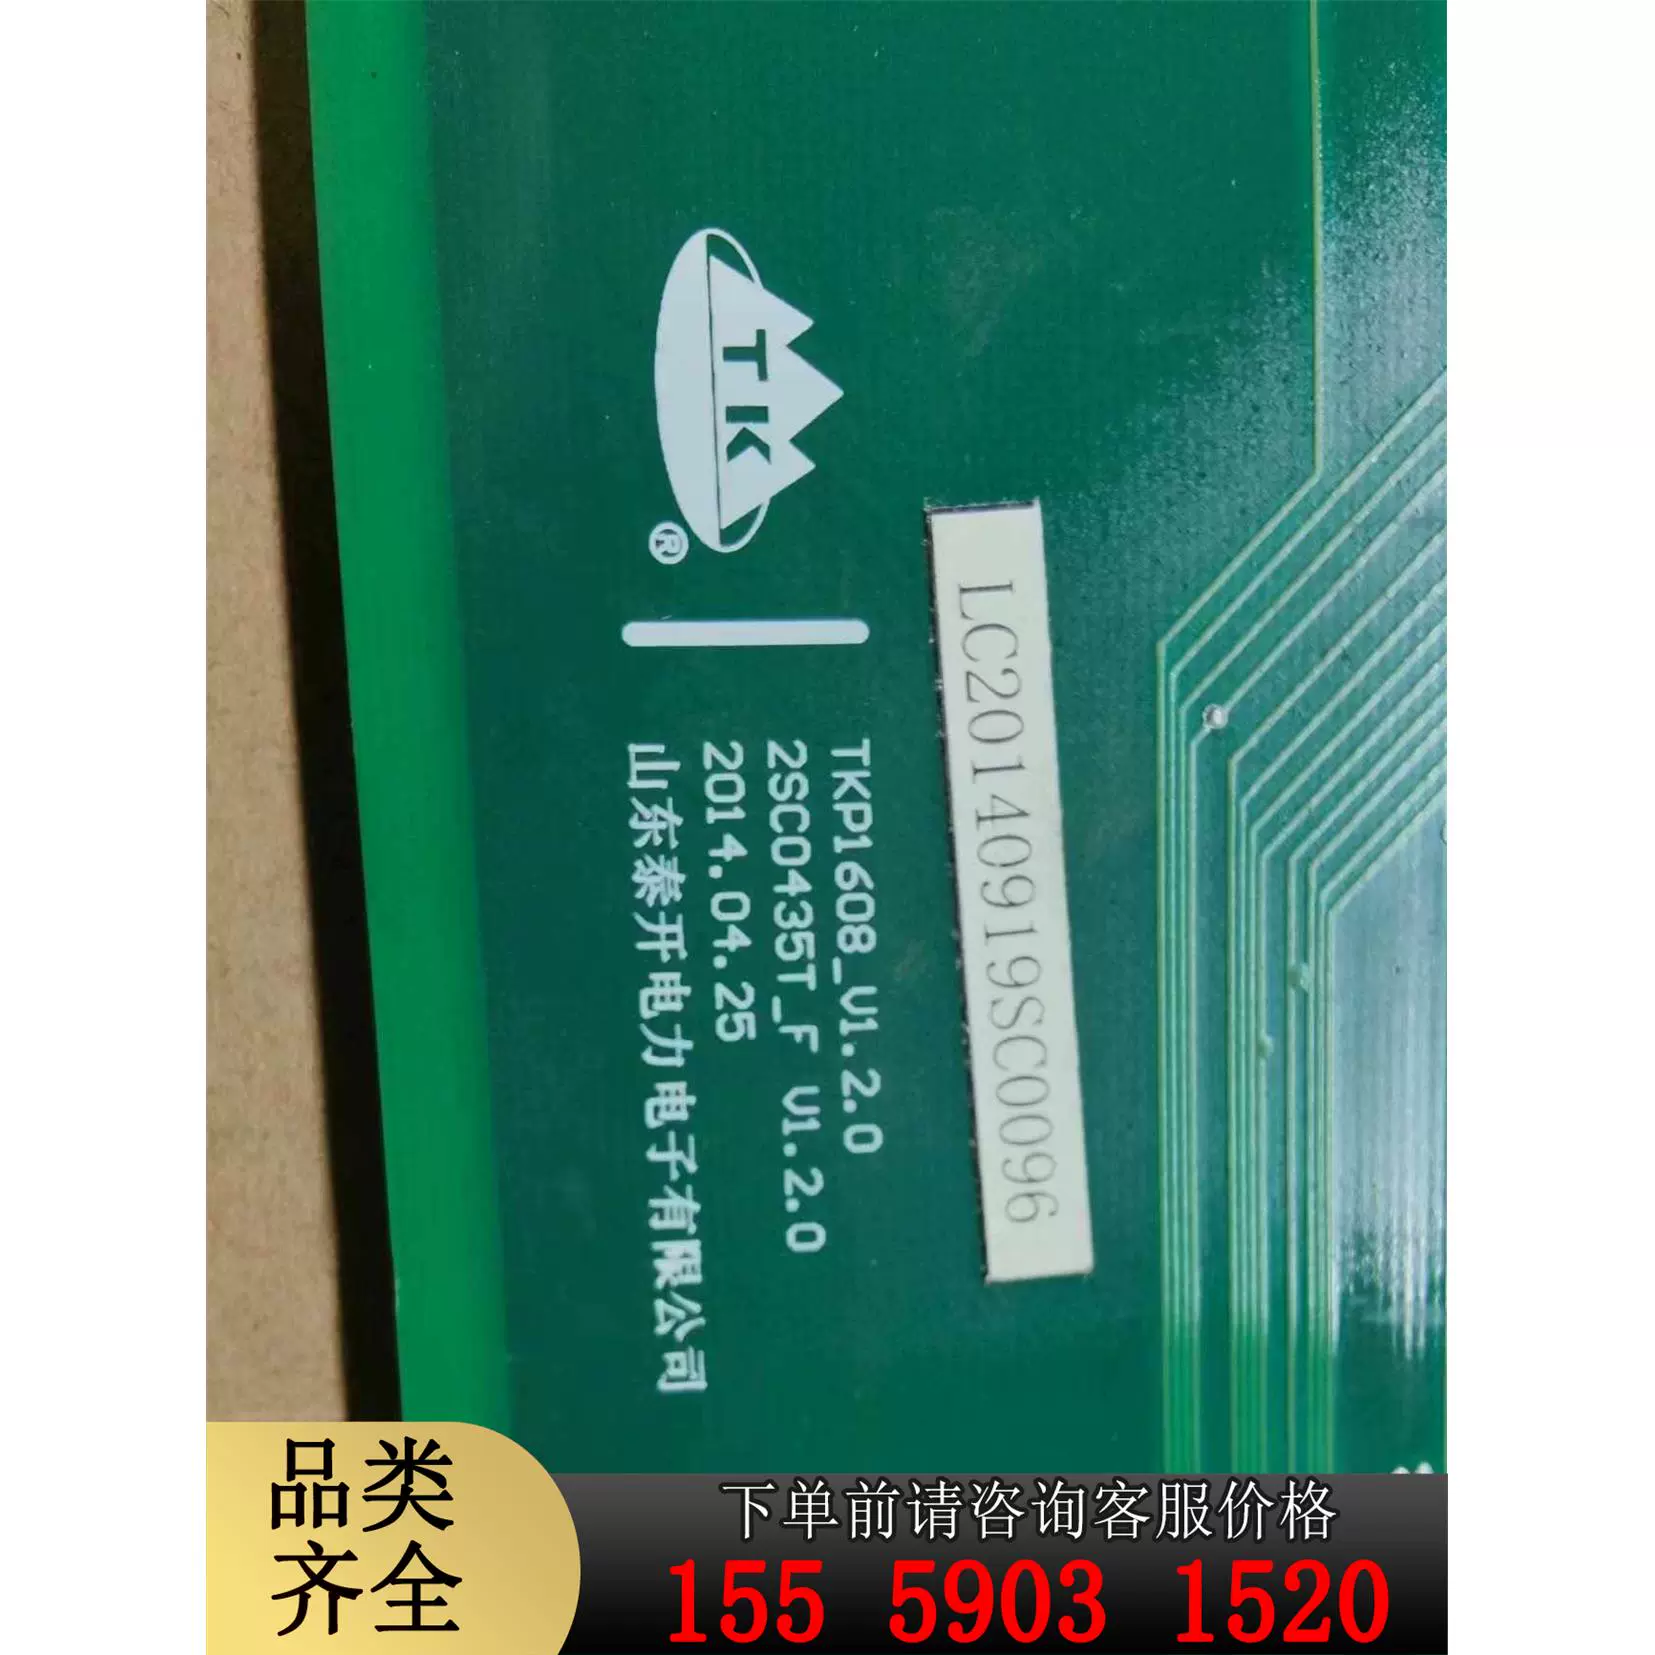 TK
®
TKP1608_V1.2.0
2SC0435T_F V1.2.0
2014.04.25
山东泰开电力电子有限公司
LC20140919SC0096
品类
齐全
下单前请咨询客服价格
155 5903 1520